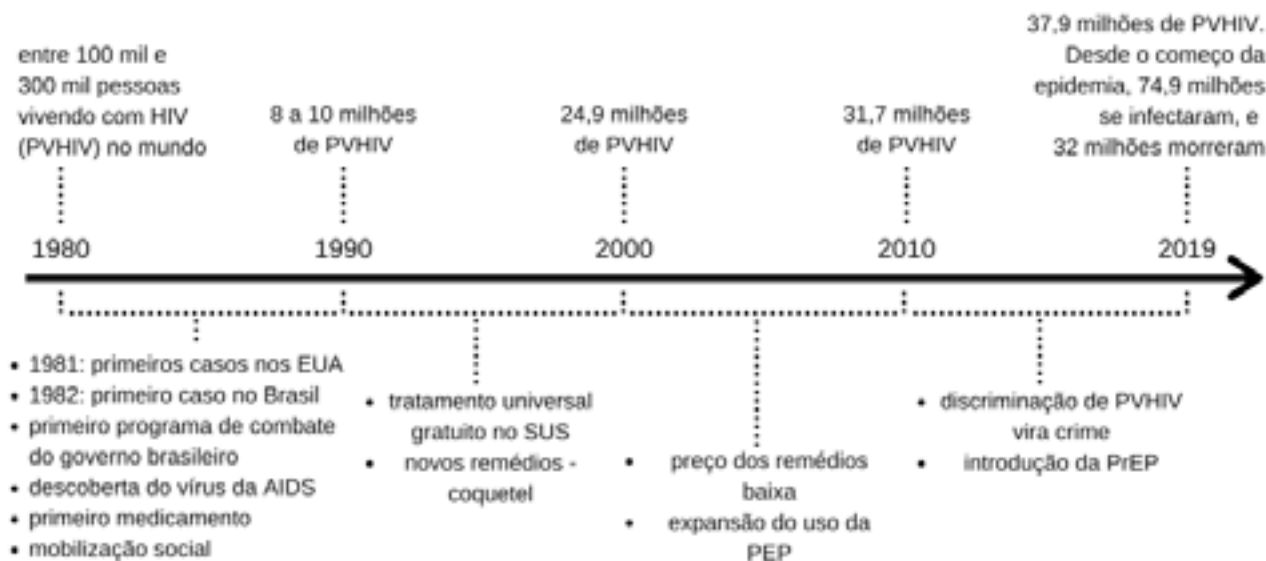 entre 100 mil e
300 mil pessoas
vivendo com HIV
(PVHIV) no mundo
8 a 10 milhões
de PVHIV
24,9 milhões
de PVHIV
31,7 milhões
de PVHIV
37,9 milhões de PVHIV.
Desde o começo da
epidemia, 74,9 milhões
se infectaram, e
32 milhões morreram
1980
1990
2000
2010
2019
• 1981: primeiros casos nos EUA
• 1982: primeiro caso no Brasil
• primeiro programa de combate
do governo brasileiro
• descoberta do vírus da AIDS
• primeiro medicamento
• mobilização social
• tratamento universal
gratuito no SUS
• novos remédios -
coquetel
• preço dos remédios
baixa
• expansão do uso da
PEP
• discriminação de PVHIV
vira crime
• introdução da PrEP